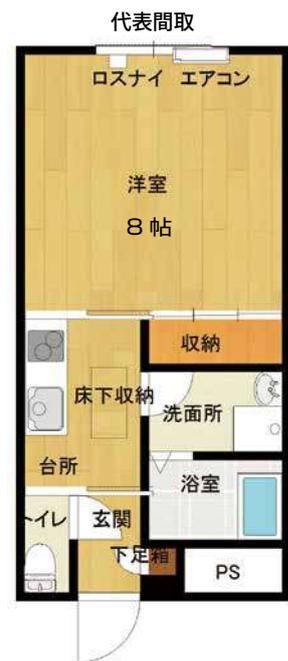 代表間取
ロスナイ エアコン
洋室
8 帖
収納
床下収納
洗面所
台所
浴室
トイレ 玄関
下足箱
PS